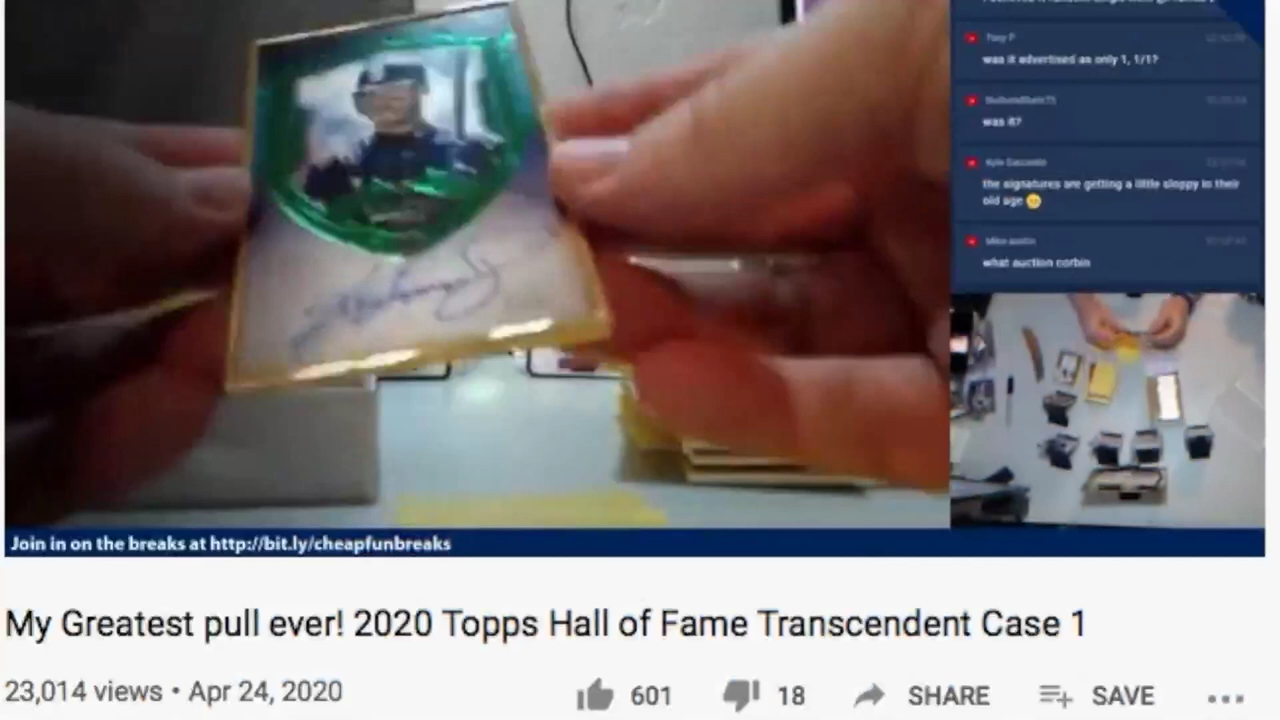 was it advertised as only 1, 1/1?
was it?
the signatures are getting a little sloppy in their
old age 😕
what auction corbin
Join in on the breaks at http://bit.ly/cheapfunbreaks
My Greatest pull ever! 2020 Topps Hall of Fame Transcendent Case 1
23,014 views • Apr 24, 2020
601
18
SHARE
SAVE